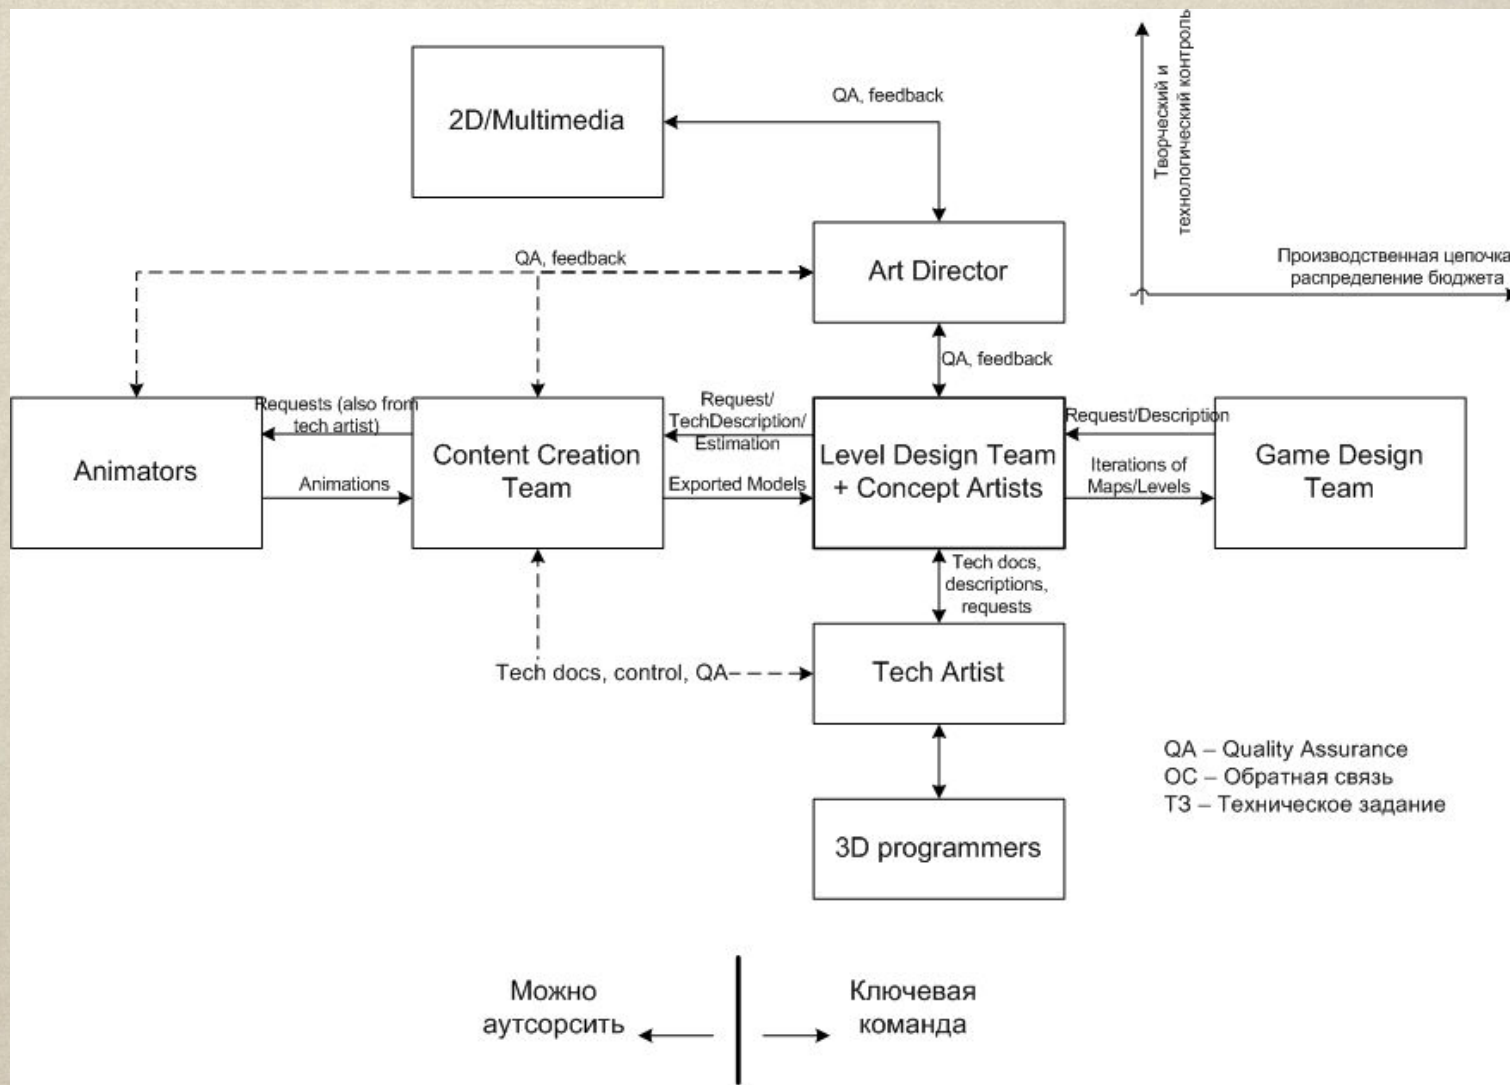 QA, feedback
2D/Multimedia
Творческий и
технологический контроль
QA, feedback
Art Director
Производственная цепочка
распределение бюджета
QA, feedback
Requests (also from
tech artist)
Animators
Animations
Content Creation
Team
Request/
TechDescription/
Estimation
Exported Models
Level Design Team
+ Concept Artists
Request/Description
Iterations of
Maps/Levels
Game Design
Team
Tech docs,
descriptions,
requests
Tech docs, control, QA
Tech Artist
3D programmers
QA – Quality Assurance
ОС – Обратная связь
ТЗ – Техническое задание
Можно
аутсорсить
Ключевая
команда